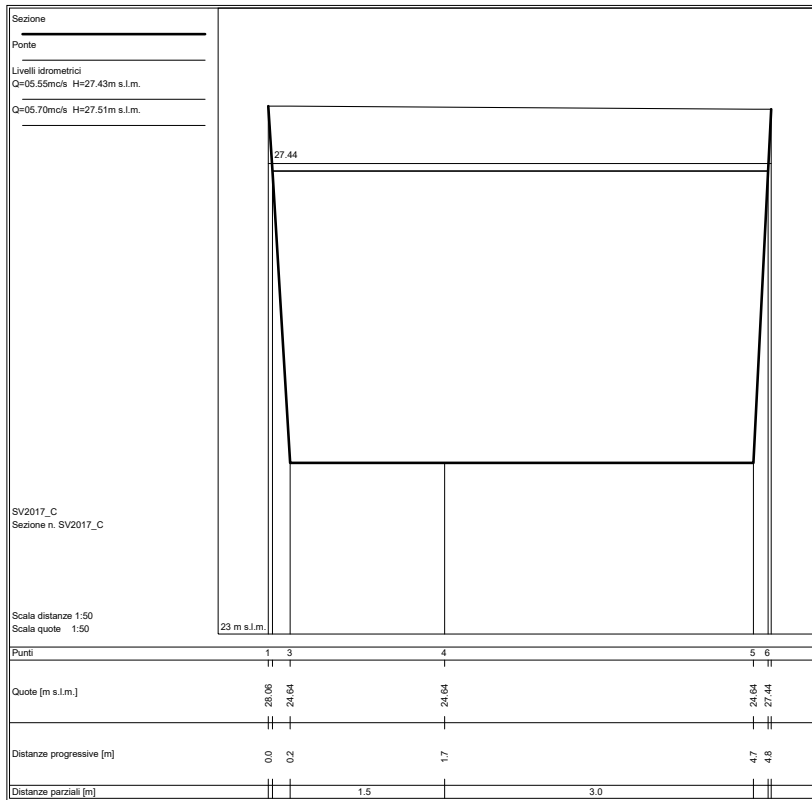 Sezione
Ponte
Livelli idrometrici
Q=05.55mc/s H=27.43m s.l.m.
Q=05.70mc/s H=27.51m s.l.m.
27.44
SV2017_C
Sezione n. SV2017_C
Scala distanze 1:50
Scala quote 1:50
23 m s.l.m.
Punti 1 3 4 5 6
Quote [m s.l.m.] 28.06 24.64 24.64 24.64 27.44
Distanze progressive [m] 0.0 0.2 1.7 4.7 4.8
Distanze parziali [m] 1.5 3.0